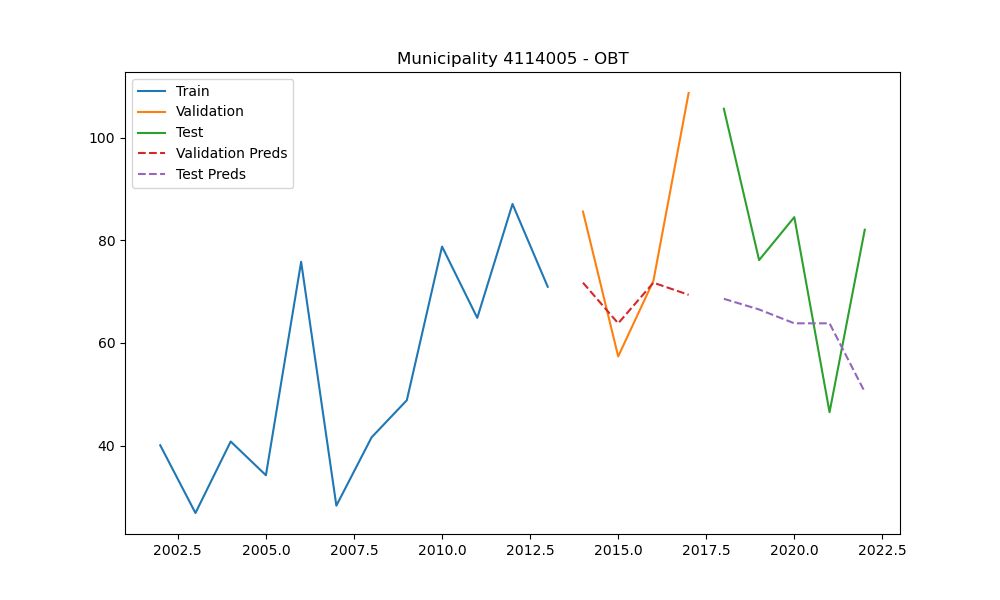 Municipality 4114005 - OBT
Train
Validation
Test
Validation Preds
Test Preds
100
80
60
40
2002.5 2005.0 2007.5 2010.0 2012.5 2015.0 2017.5 2020.0 2022.5